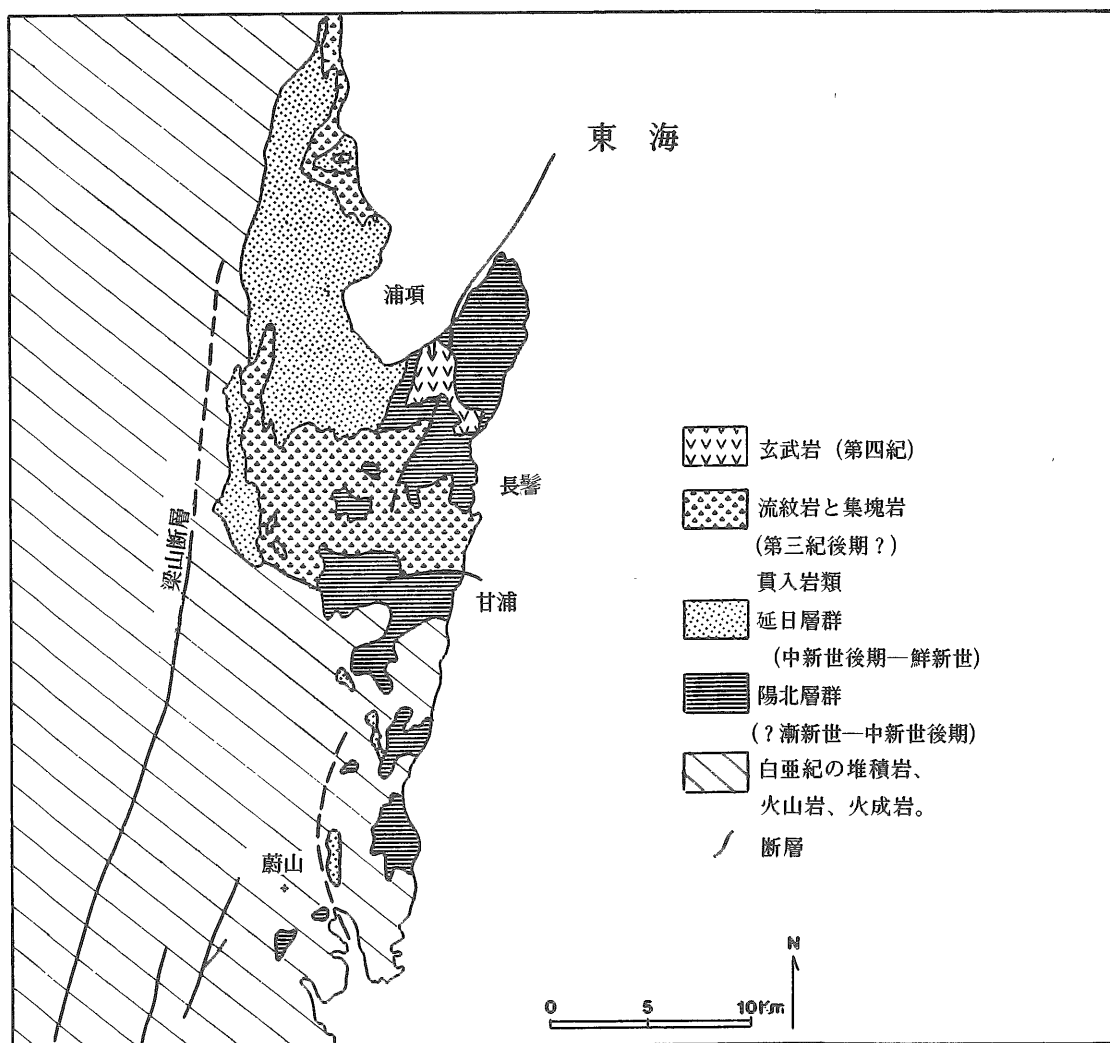 東 海
浦項
長鬐
梁山断層
甘浦
蔚山
玄武岩 (第四紀)
流紋岩と集塊岩
(第三紀後期?)
貫入岩類
延日層群
(中新世後期—鮮新世)
陽北層群
(?漸新世—中新世後期)
白亜紀の堆積岩、
火山岩、火成岩。
断層
N
0 5 10Km